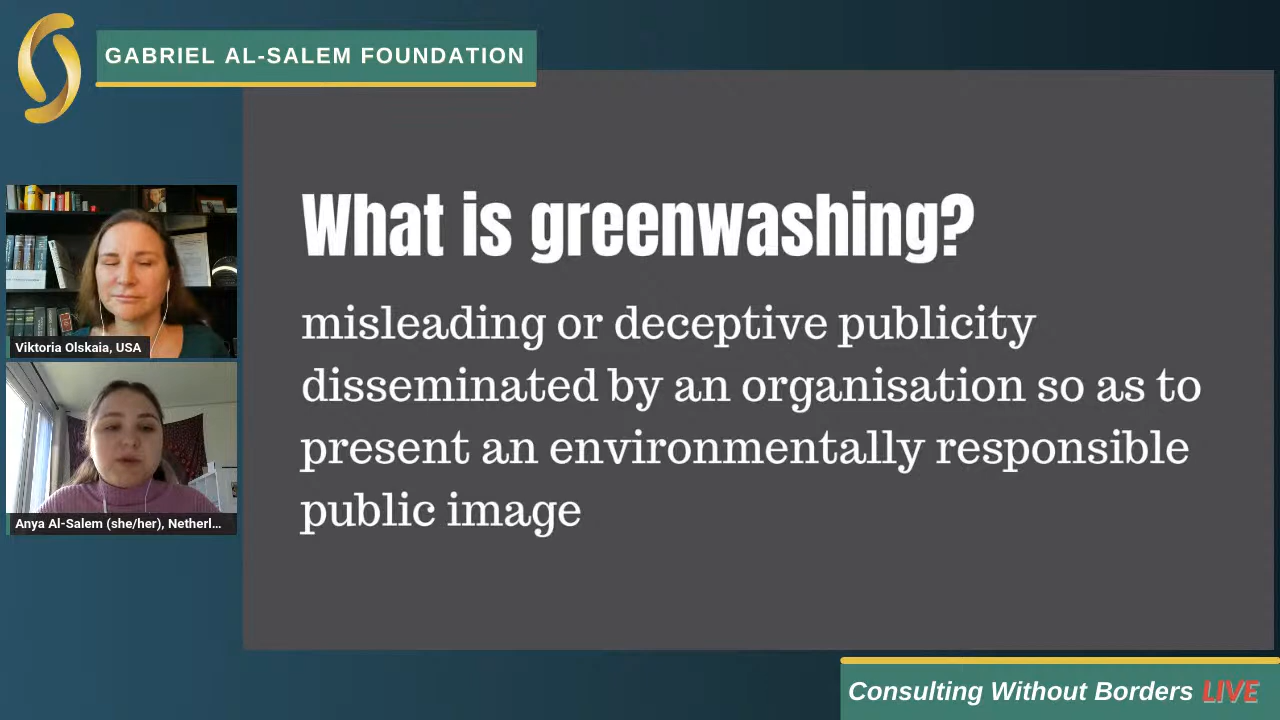 GABRIEL AL-SALEM FOUNDATION
What is greenwashing?
misleading or deceptive publicity
disseminated by an organisation so as to
present an environmentally responsible
public image
Viktoria Olskaia, USA
Anya Al-Salem (she/her), Netherl...
Consulting Without Borders LIVE